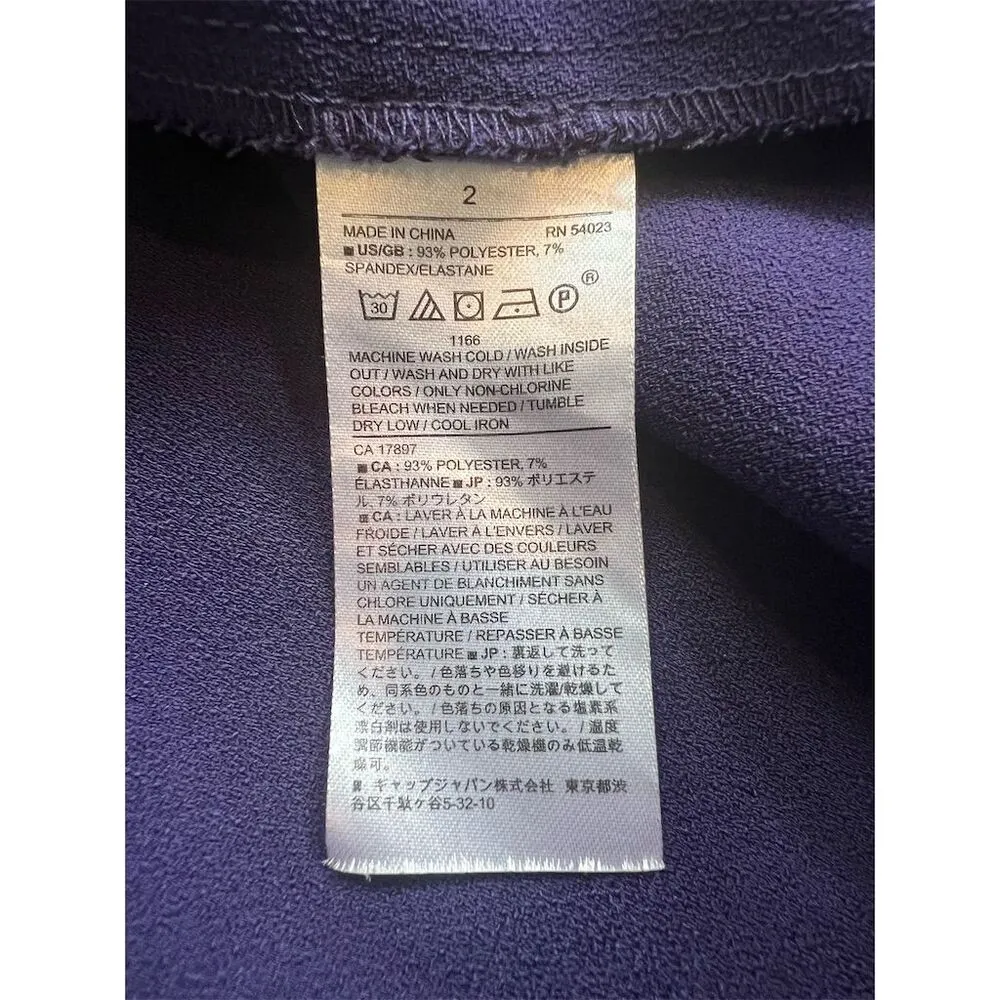 2
MADE IN CHINA RN 54023
US/GB : 93% POLYESTER, 7%
SPANDEX/ELASTANE
30 P ®
1166
MACHINE WASH COLD / WASH INSIDE
OUT / WASH AND DRY WITH LIKE
COLORS / ONLY NON-CHLORINE
BLEACH WHEN NEEDED / TUMBLE
DRY LOW / COOL IRON
CA 17897
CA : 93% POLYESTER, 7%
ÉLASTHANNE JP : 93% ポリエステ
ル, 7% ポリウレタン
CA : LAVER À LA MACHINE À L'EAU
FROIDE / LAVER À L'ENVERS / LAVER
ET SÉCHER AVEC DES COULEURS
SEMBLABLES / UTILISER AU BESOIN
UN AGENT DE BLANCHIMENT SANS
CHLORE UNIQUEMENT / SÉCHER À
LA MACHINE À BASSE
TEMPÉRATURE / REPASSER À BASSE
TEMPÉRATURE JP : 裏返して洗って
ください。/ 色落ちや色移りを避けるた
め、同系色のものと一緒に洗濯/乾燥して
ください。/ 色落ちの原因となる塩素系
漂白剤は使用しないでください。/ 温度
調節機能がついている乾燥機のみ低温乾
燥可。
ギャップジャパン株式会社 東京都渋
谷区千駄ケ谷5-32-10